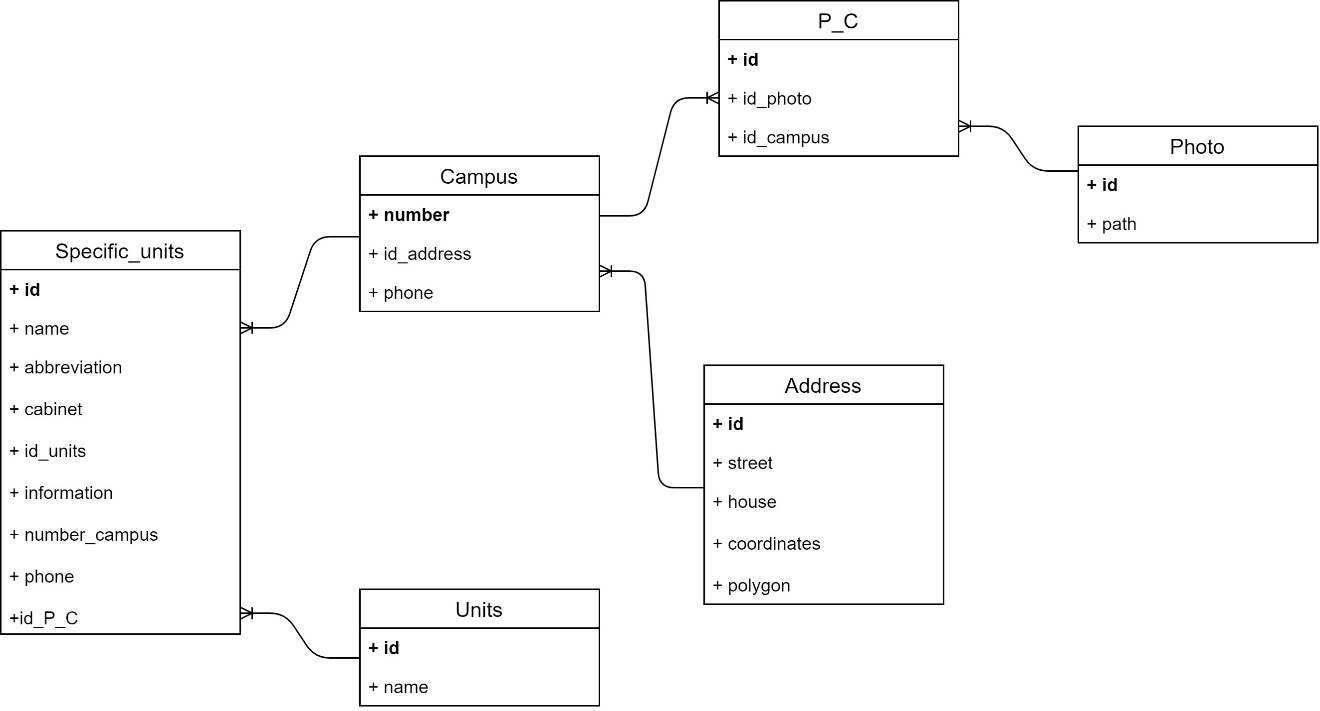 P_C
+ id
+ id_photo
+ id_campus
Photo
+ id
+ path
Campus
+ number
+ id_address
+ phone
Specific_units
+ id
+ name
+ abbreviation
+ cabinet
+ id_units
+ information
+ number_campus
+ phone
+id_P_C
Address
+ id
+ street
+ house
+ coordinates
+ polygon
Units
+ id
+ name